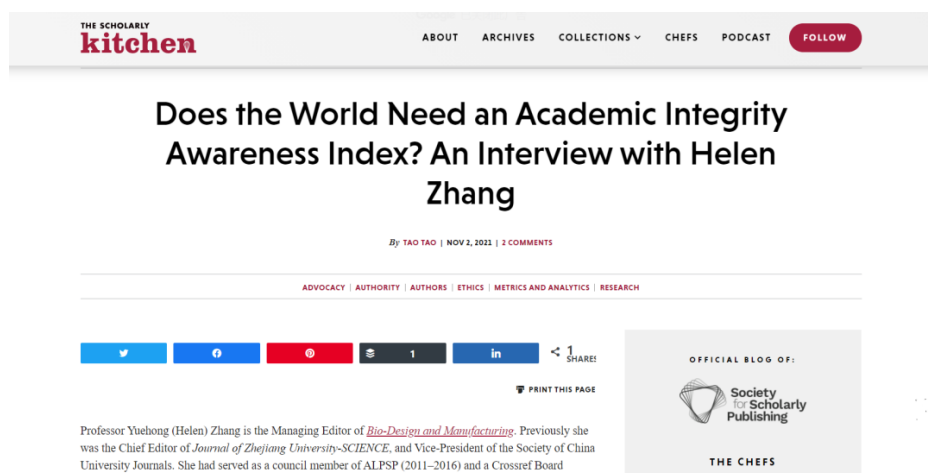 THE SCHOLARLY
kitchen
ABOUT ARCHIVES COLLECTIONS CHEFS PODCAST FOLLOW
Does the World Need an Academic Integrity
Awareness Index? An Interview with Helen
Zhang
By TAO TAO | NOV 2, 2021 | 2 COMMENTS
ADVOCACY | AUTHORITY | AUTHORS | ETHICS | METRICS AND ANALYTICS | RESEARCH
1 in 1 SHARES
PRINT THIS PAGE
Professor Yuehong (Helen) Zhang is the Managing Editor of Bio-Design and Manufacturing. Previously she
was the Chief Editor of Journal of Zhejiang University-SCIENCE, and Vice-President of the Society of China
University Journals. She had served as a council member of ALPSP (2011–2016) and a Crossref Board
OFFICIAL BLOG OF:
Society
for Scholarly
Publishing
THE CHEFS